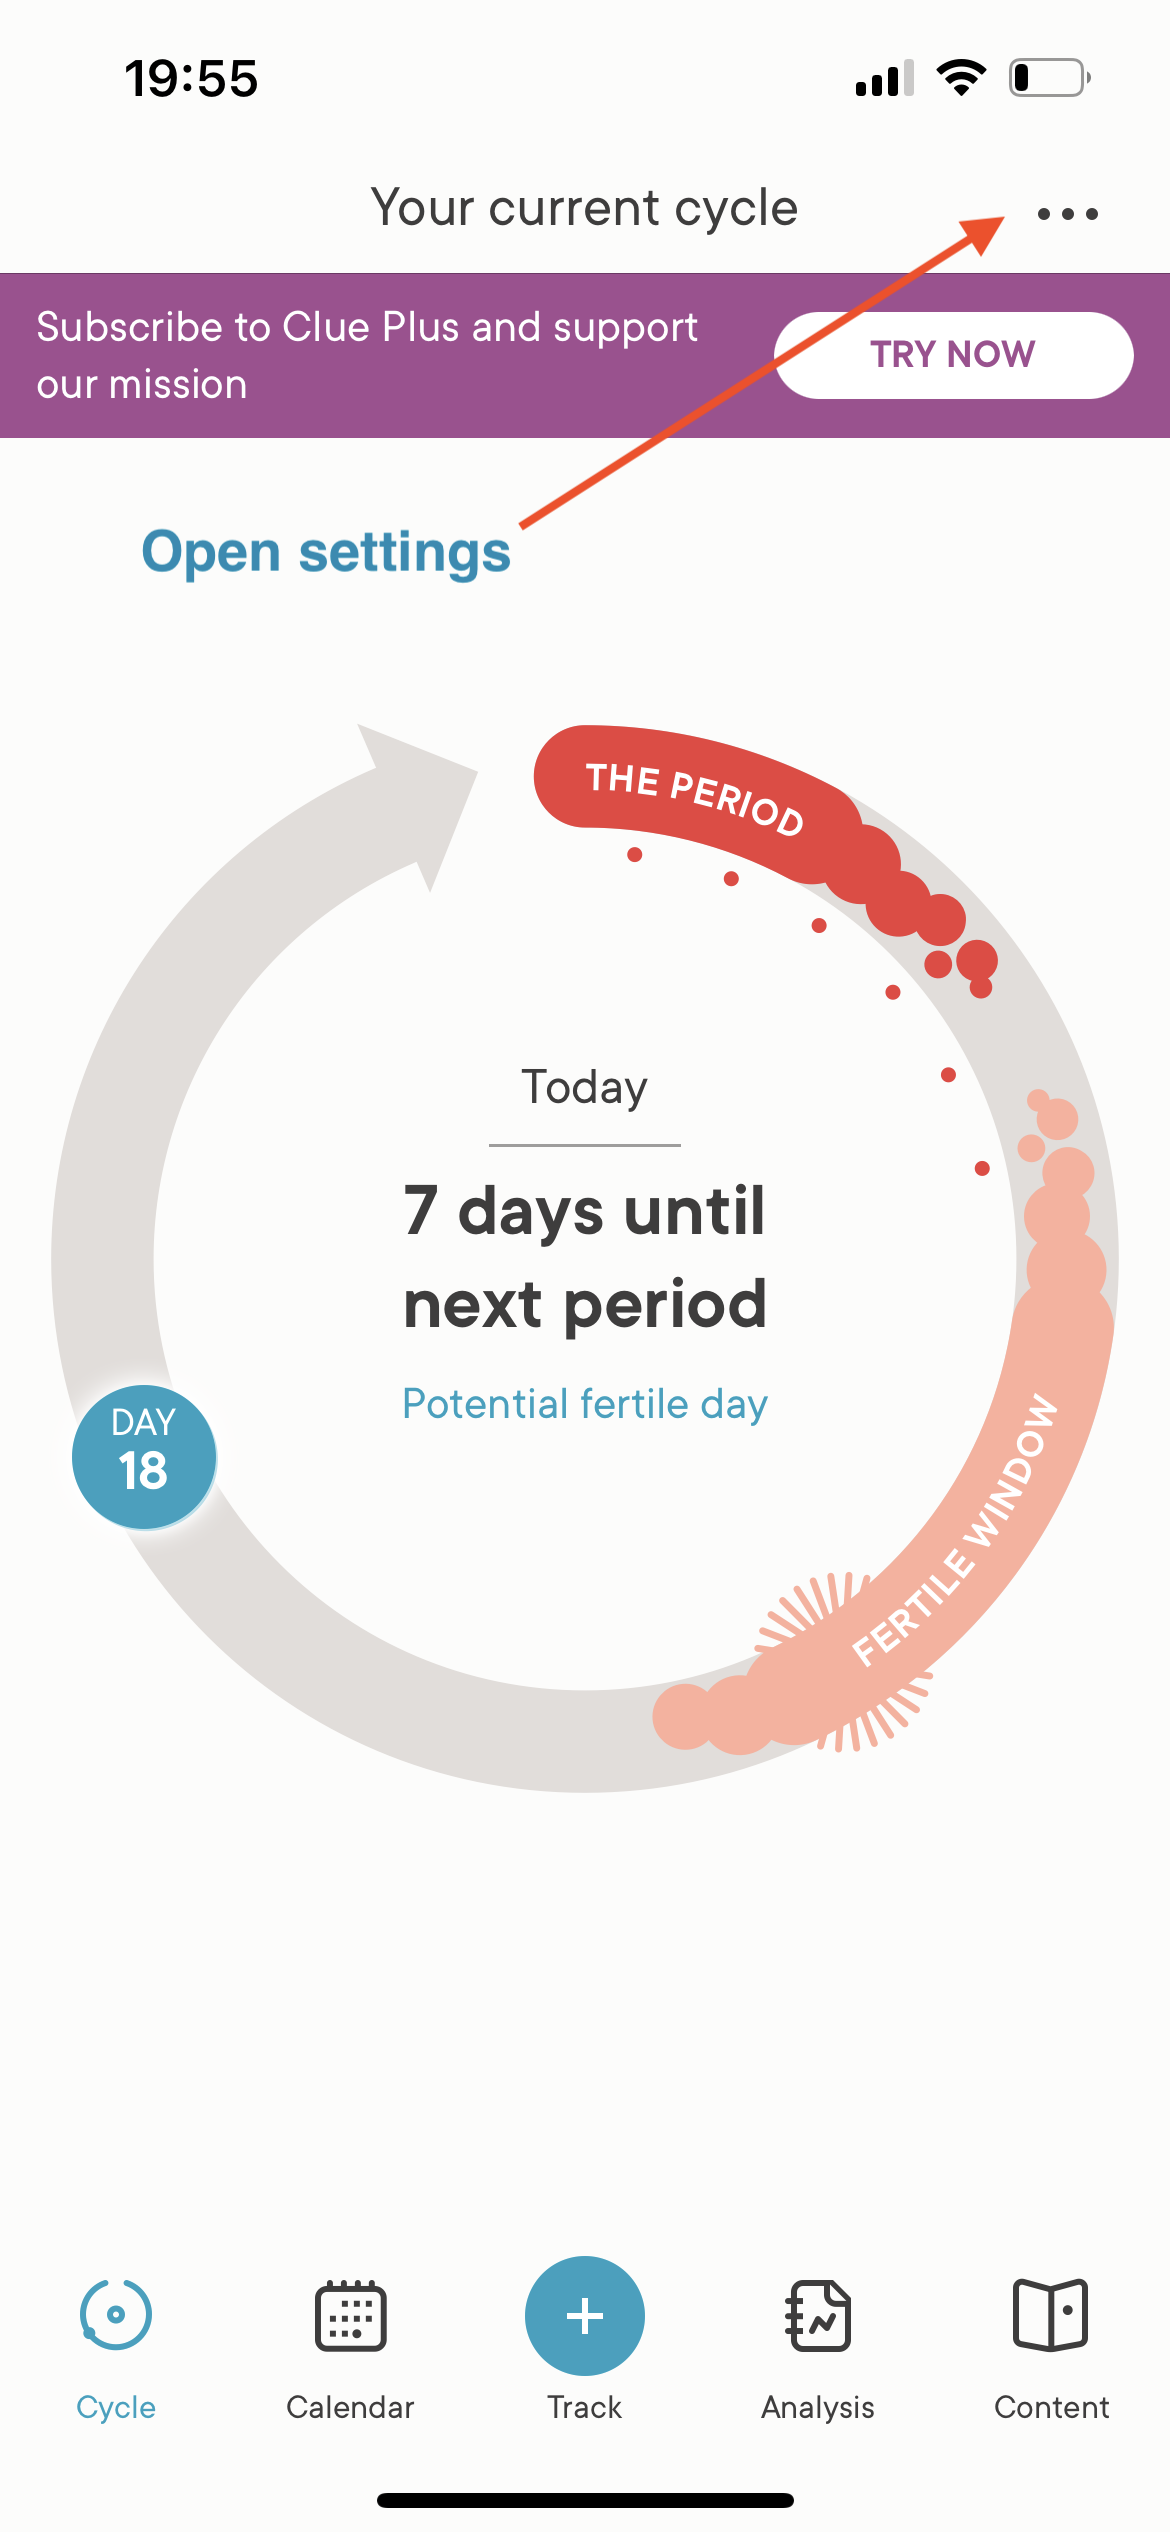 19:55
Your current cycle
Subscribe to Clue Plus and support
our mission
TRY NOW
Open settings
THE PERIOD
Today
7 days until
next period
Potential fertile day
DAY
18
FERTILE WINDOW
Cycle
Calendar
Track
Analysis
Content